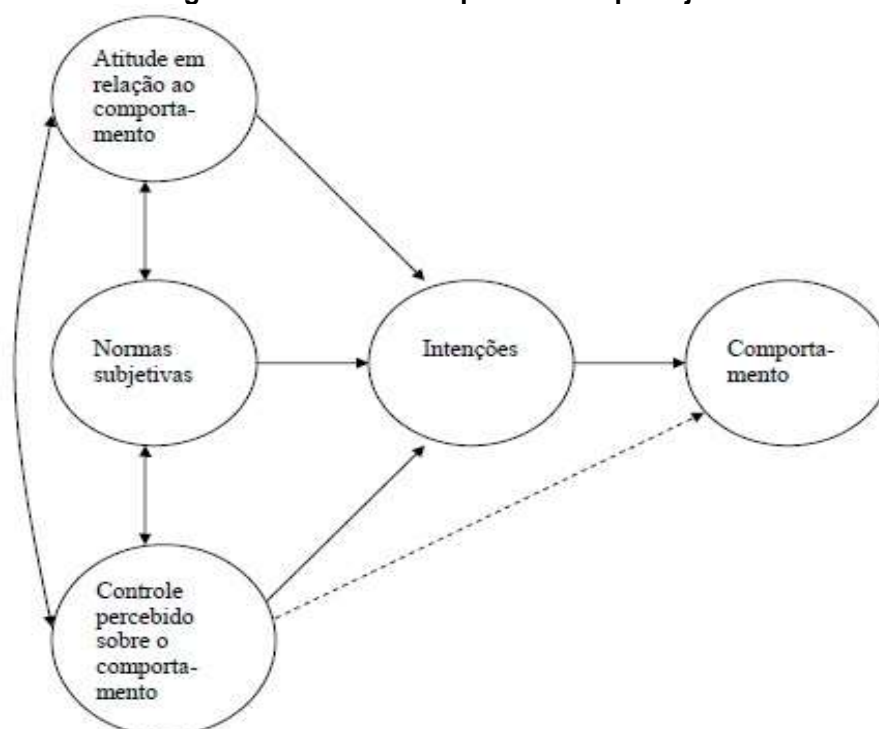 Atitude em
relação ao
comporta-
mento
Normas
subjetivas
Intenções
Comporta-
mento
Controle
percebido
sobre o
comporta-
mento